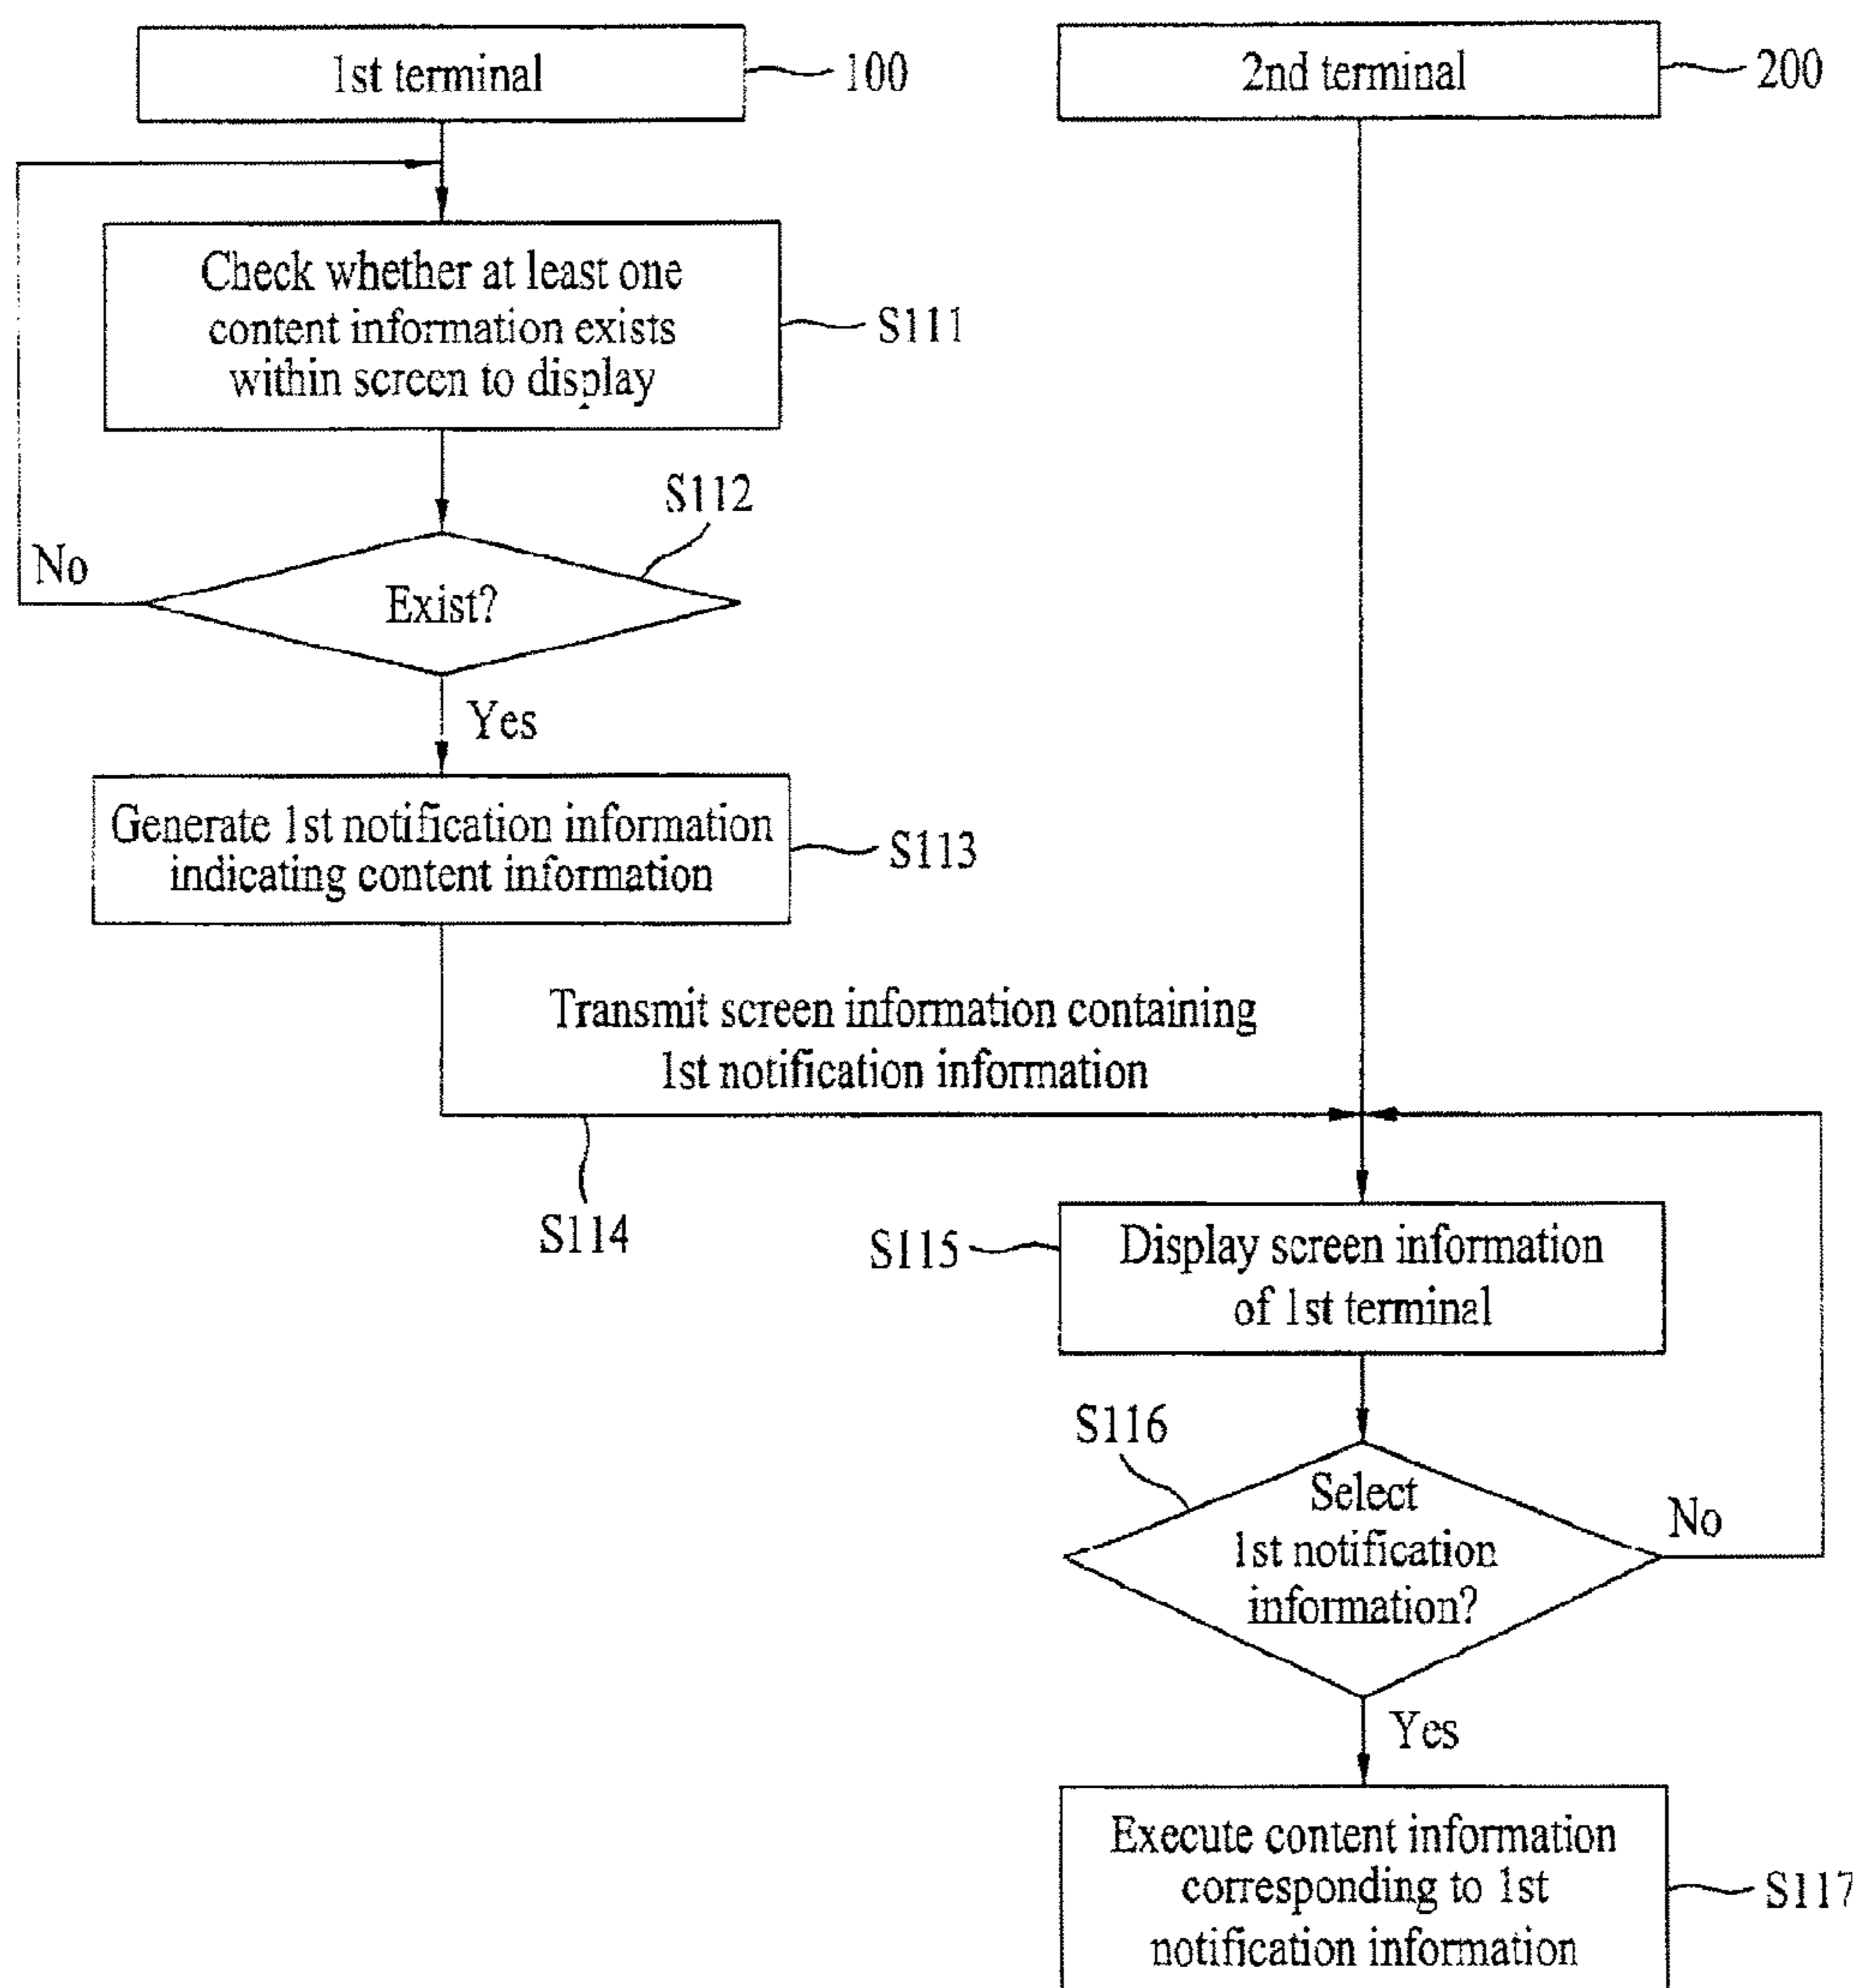 1st terminal
100
2nd terminal
200
Check whether at least one
content information exists
within screen to display
S111
S112
No
Exist?
Yes
Generate 1st notification information
indicating content information
S113
Transmit screen information containing
1st notification information
S114
S115
Display screen information
of 1st terminal
S116
Select
1st notification
information?
No
Yes
Execute content information
corresponding to 1st
notification information
S117